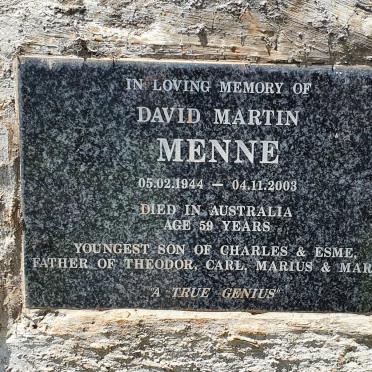 IN LOVING MEMORY OF
DAVID MARTIN
MENNE
05.02.1944 — 04.11.2003
DIED IN AUSTRALIA
AGE 59 YEARS
YOUNGEST SON OF CHARLES & ESME,
FATHER OF THEODOR, CARL, MARIUS &
"A TRUE GENIUS"